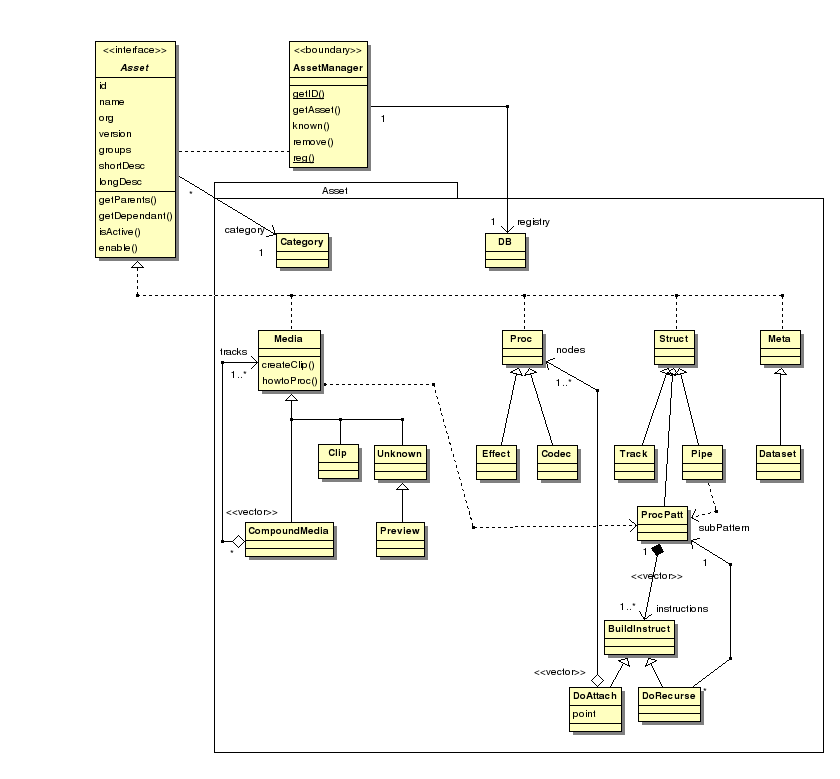 <<interface>>
Asset
id
name
org
version
groups
shortDesc
longDesc
getParents()
getDependant()
isActive()
enable()
<<boundary>>
AssetManager
getID()
getAsset()
known()
remove()
reg()
1
*
Asset
category
1
Category
1
registry
DB
Media
createClip()
howtoProc()
tracks
1..*
Proc
nodes
1..*
Struct
Meta
Clip
Unknown
Effect
Codec
Track
Pipe
Dataset
<<vector>>
CompoundMedia
*
Preview
ProcPatt
subPattern
1
1
<<vector>>
1..*
instructions
BuildInstruct
<<vector>>
DoAttach
point
DoRecurse
*